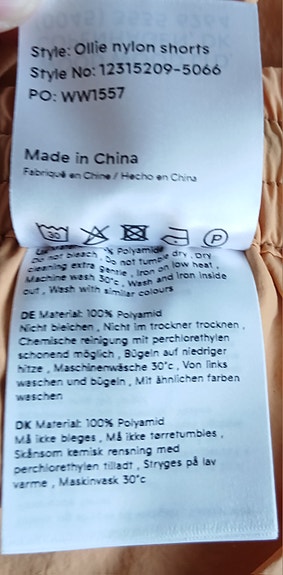 Style: Ollie nylon shorts
Style No: 12315209-5066
PO: WW1557
Made in China
Fabriqué en Chine / Hecho en China
30 P
% Polyamide
Do not bleach , Do not tumble dry , Dry
cleaning extra gentle , Iron on low heat ,
Machine wash 30°c , Wash and Iron inside
out , Wash with similar colours
DE Material: 100% Polyamid
Nicht bleichen , Nicht im trockner trocknen ,
Chemische reinigung mit perchlorethylen
schonend möglich , Bügeln auf niedriger
hitze , Maschinenwäsche 30°c , Von links
waschen und bügeln , Mit ähnlichen farben
waschen
DK Material: 100% Polyamid
Må ikke bleges , Må ikke tørretumbles ,
Skånsom kemisk rensning med
perchlorethylen tilladt , Stryges på lav
varme , Maskinvask 30°c